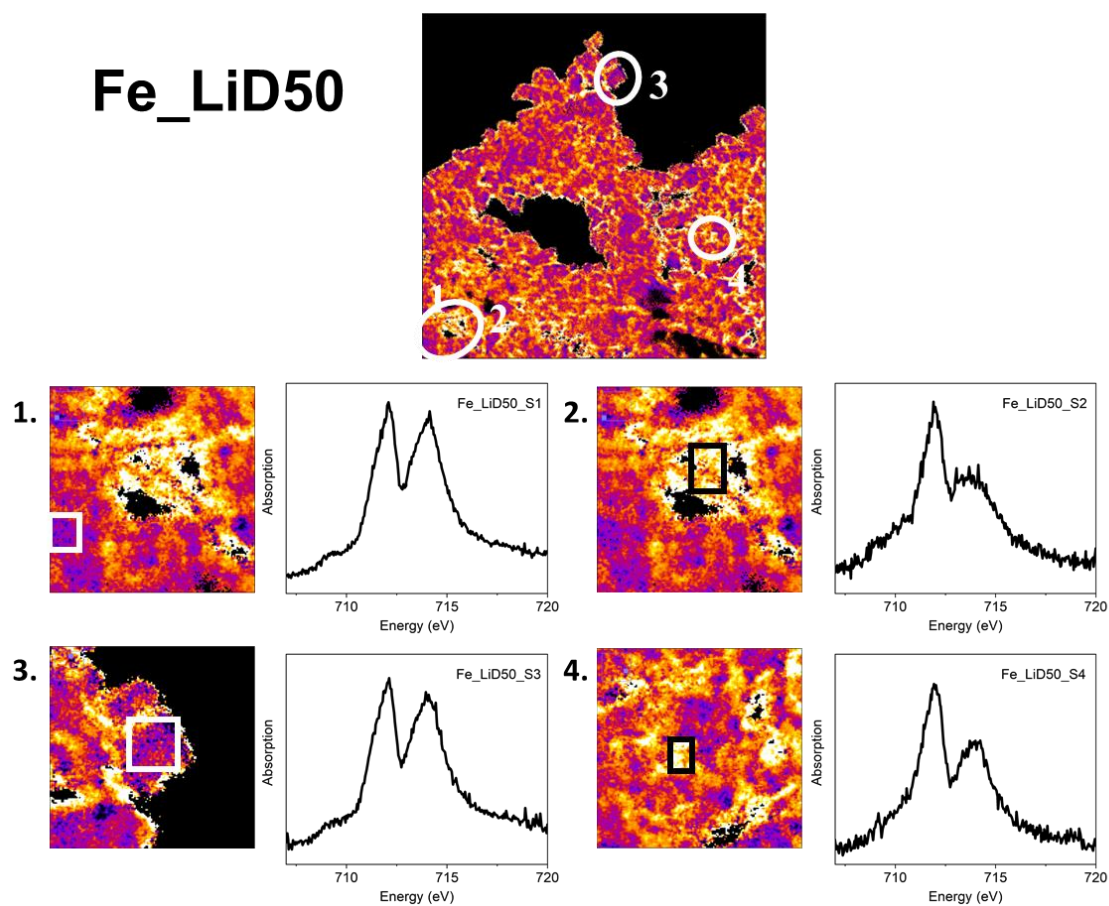 Fe_LiD50
3
4
1
2
1.
Fe_LiD50_S1
Absorption
710
715
720
Energy (eV)
2.
Fe_LiD50_S2
Absorption
710
715
720
Energy (eV)
3.
Fe_LiD50_S3
Absorption
710
715
720
Energy (eV)
4.
Fe_LiD50_S4
Absorption
710
715
720
Energy (eV)